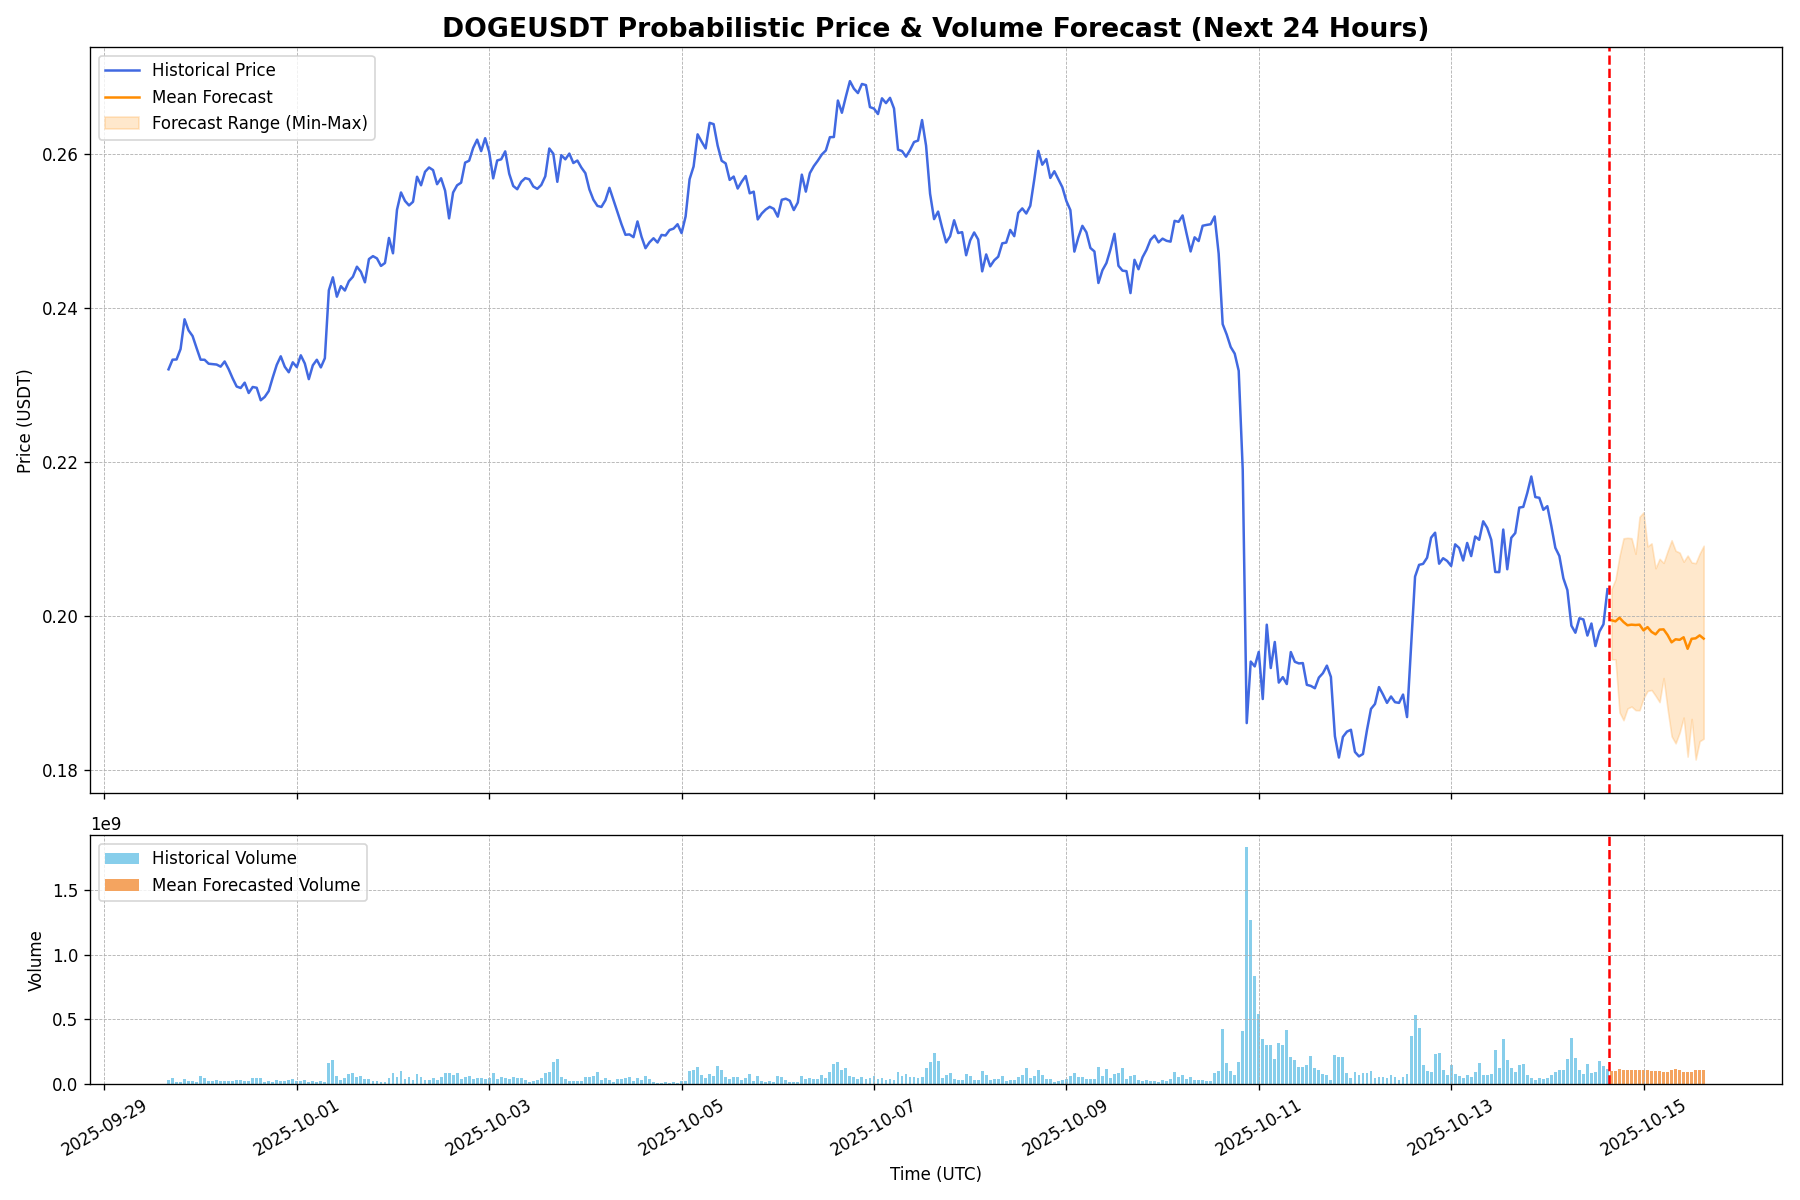 DOGEUSDT Probabilistic Price & Volume Forecast (Next 24 Hours)
Historical Price
Mean Forecast
Forecast Range (Min-Max)
Price (USDT)
0.26
0.24
0.22
0.20
0.18
1e9
Historical Volume
Mean Forecasted Volume
Volume
1.5
1.0
0.5
0.0
2025-09-29
2025-10-01
2025-10-03
2025-10-05
2025-10-07
2025-10-09
2025-10-11
2025-10-13
2025-10-15
Time (UTC)